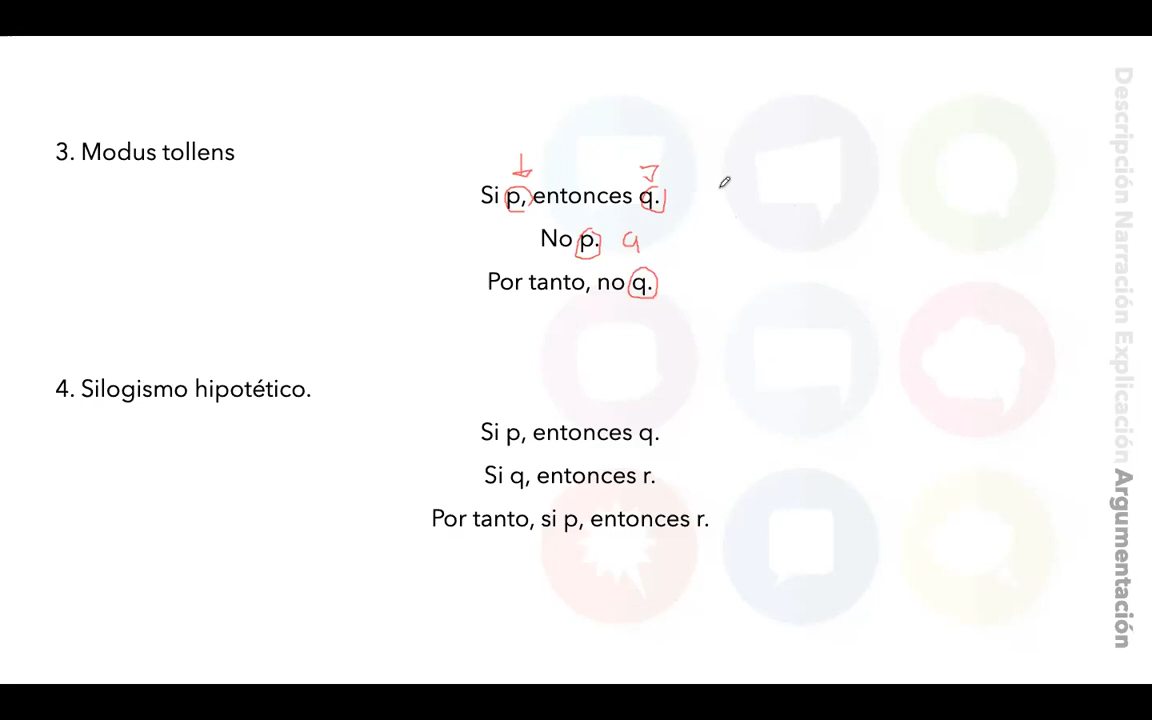 3. Modus tollens
Si p, entonces q.
No p. q
Por tanto, no q.
4. Silogismo hipotético.
Si p, entonces q.
Si q, entonces r.
Por tanto, si p, entonces r.
Descripción Narración Explicación Argumentación